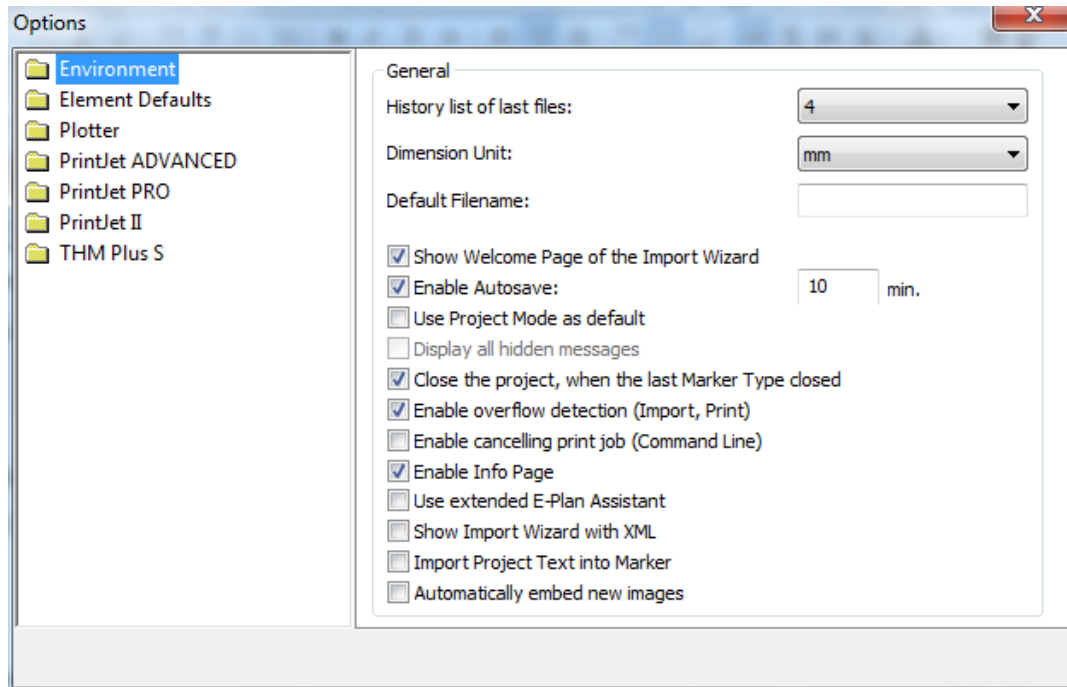 Options
Environment
Element Defaults
Plotter
PrintJet ADVANCED
PrintJet PRO
PrintJet II
THM Plus S
General
History list of last files: 4
Dimension Unit: mm
Default Filename:
Show Welcome Page of the Import Wizard
Enable Autosave: 10 min.
Use Project Mode as default
Display all hidden messages
Close the project, when the last Marker Type closed
Enable overflow detection (Import, Print)
Enable cancelling print job (Command Line)
Enable Info Page
Use extended E-Plan Assistant
Show Import Wizard with XML
Import Project Text into Marker
Automatically embed new images